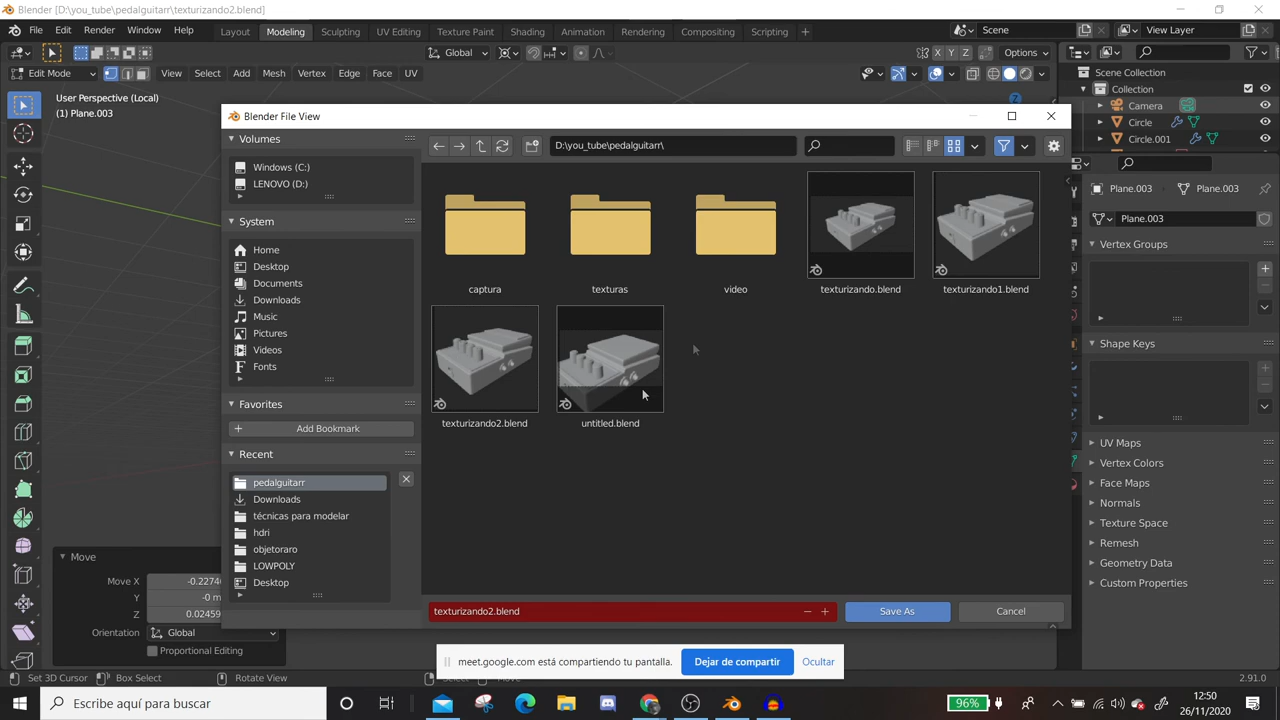 Blender [D:\you_tube\pedalguitarr\texturizando2.blend]
File Edit Render Window Help
Layout Modeling Sculpting UV Editing Texture Paint Shading Animation Rendering Compositing Scripting +
Scene
View Layer
Global
X Y Z
Options
Edit Mode View Select Add Mesh Vertex Edge Face UV
User Perspective (Local)
(1) Plane.003
Z
Scene Collection
Collection
Camera
Circle
Circle.001
Blender File View
Volumes
Windows (C:)
LENOVO (D:)
System
Home
Desktop
Documents
Downloads
Music
Pictures
Videos
Fonts
Favorites
Add Bookmark
Recent
pedalguitarr
Downloads
técnicas para modelar
hdri
objetoraro
LOWPOLY
Desktop
D:\you_tube\pedalguitarr\
captura
texturas
video
texturizando.blend
texturizando1.blend
texturizando2.blend
untitled.blend
texturizando2.blend
Save As
Cancel
Plane.003
Plane.003
Plane.003
Vertex Groups
Shape Keys
UV Maps
Vertex Colors
Face Maps
Normals
Texture Space
Remesh
Geometry Data
Custom Properties
Move
Move X
Y
Z
-0 m
0.02459
Orientation Global
Proportional Editing
meet.google.com está compartiendo tu pantalla.
Dejar de compartir
Ocultar
Set 3D Cursor
Box Select
Rotate View
Select
Move
2.91.0
Escribe aquí para buscar
96%
12:50
26/11/2020